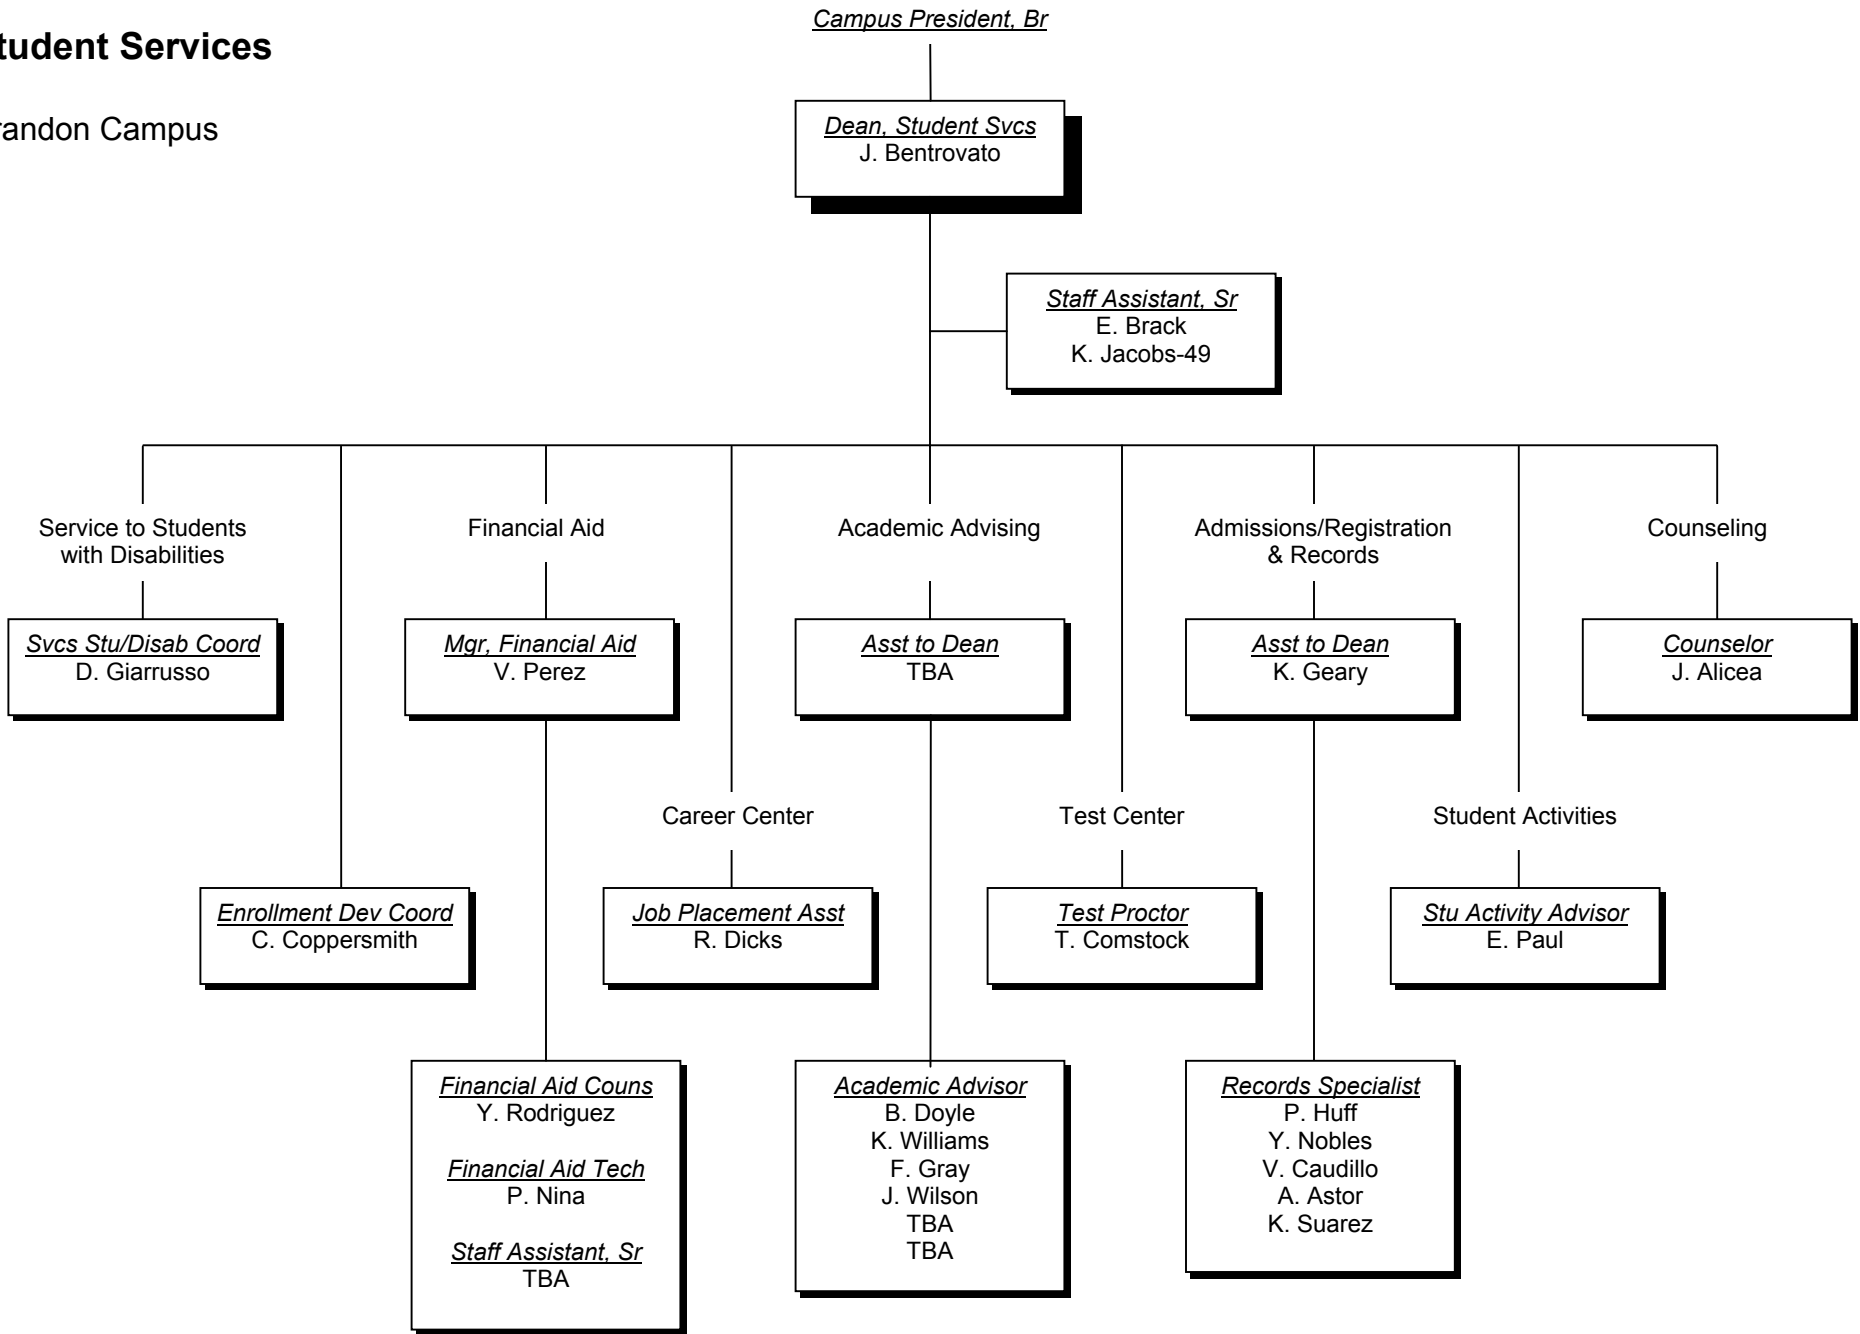 Campus President, Br
tudent Services
randon Campus
Dean, Student Svcs
J. Bentrovato
Staff Assistant, Sr
E. Brack
K. Jacobs-49
Service to Students
with Disabilities
Financial Aid
Academic Advising
Admissions/Registration
& Records
Counseling
Svcs Stu/Disab Coord
D. Giarrusso
Mgr, Financial Aid
V. Perez
Asst to Dean
TBA
Asst to Dean
K. Geary
Counselor
J. Alicea
Career Center
Test Center
Student Activities
Enrollment Dev Coord
C. Coppersmith
Job Placement Asst
R. Dicks
Test Proctor
T. Comstock
Stu Activity Advisor
E. Paul
Financial Aid Couns
Y. Rodriguez
Financial Aid Tech
P. Nina
Staff Assistant, Sr
TBA
Academic Advisor
B. Doyle
K. Williams
F. Gray
J. Wilson
TBA
TBA
Records Specialist
P. Huff
Y. Nobles
V. Caudillo
A. Astor
K. Suarez